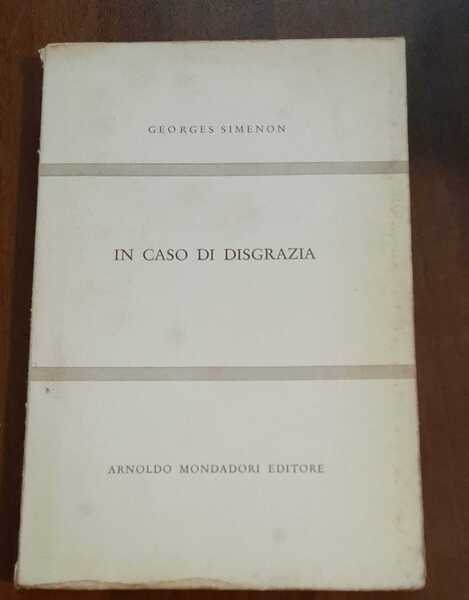 GEORGES SIMENON
IN CASO DI DISGRAZIA
ARNOLDO MONDADORI EDITORE